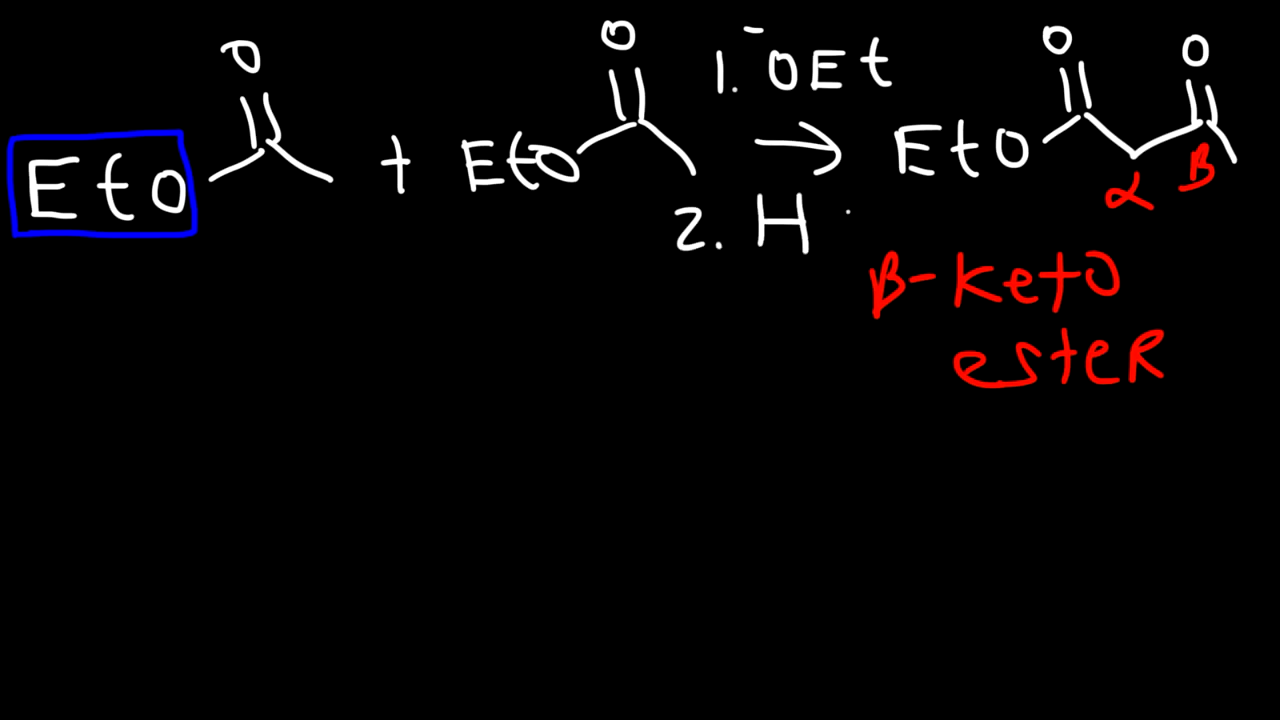 O O 1. ⁻OEt O O
EtO + EtO → EtO
2. H
α β
β-keto
esteR